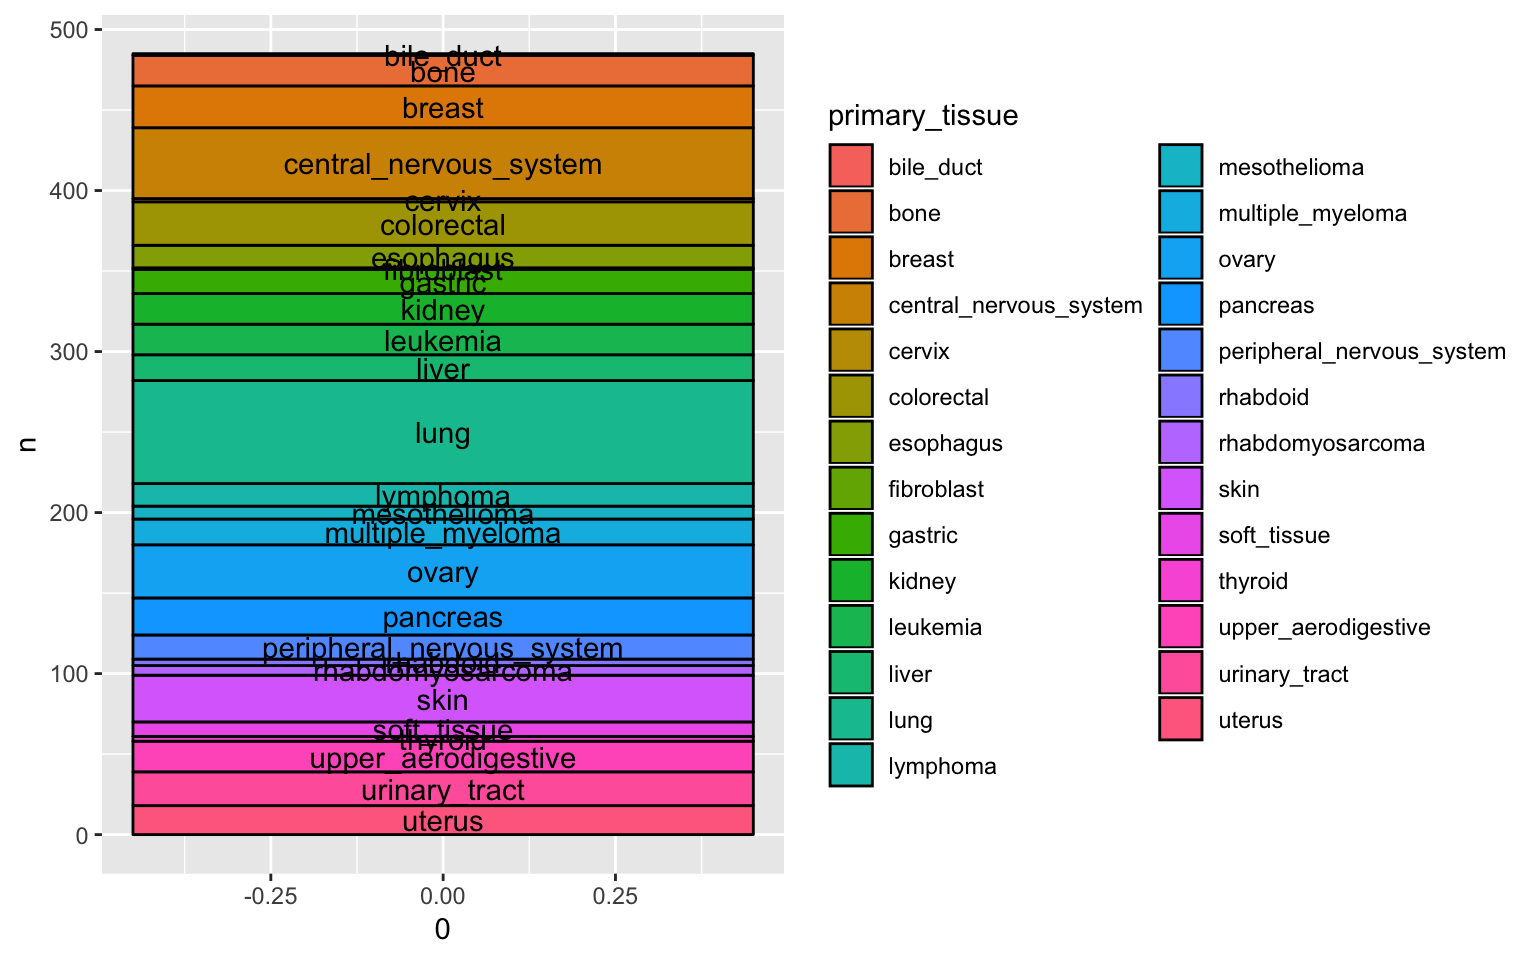 500
400
300
200
100
0
n
bile_duct
bone
breast
central_nervous_system
cervix
colorectal
esophagus
fibroblast
gastric
kidney
leukemia
liver
lung
lymphoma
mesothelioma
multiple_myeloma
ovary
pancreas
peripheral_nervous_system
rhabdoid
rhabdomyosarcoma
skin
soft_tissue
thyroid
upper_aerodigestive
urinary_tract
uterus
-0.25
0.00
0.25
0
primary_tissue
bile_duct
bone
breast
central_nervous_system
cervix
colorectal
esophagus
fibroblast
gastric
kidney
leukemia
liver
lung
lymphoma
mesothelioma
multiple_myeloma
ovary
pancreas
peripheral_nervous_system
rhabdoid
rhabdomyosarcoma
skin
soft_tissue
thyroid
upper_aerodigestive
urinary_tract
uterus